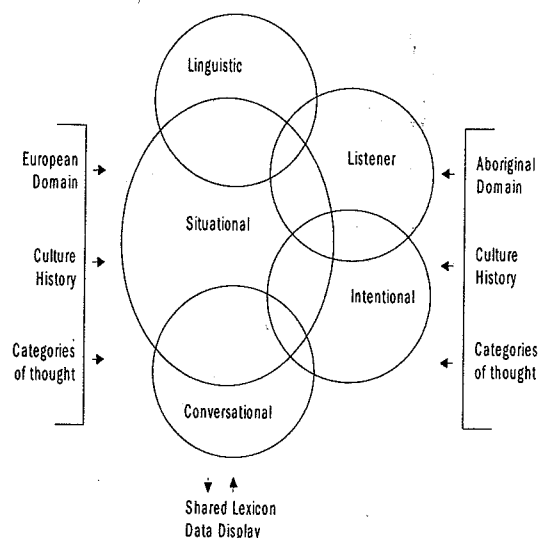 Linguistic
Listener
Situational
Intentional
Conversational
European
Domain
Culture
History
Categories
of thought
Aboriginal
Domain
Culture
History
Categories
of thought
Shared Lexicon
Data Display